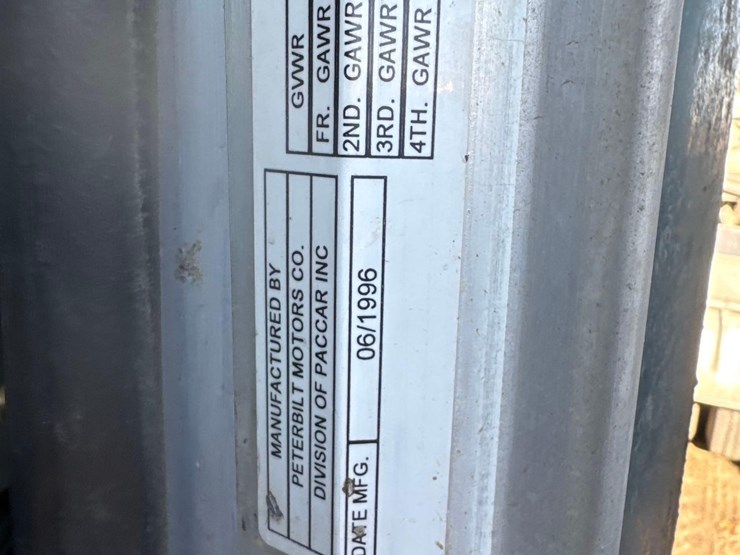 MANUFACTURED BY
PETERBILT MOTORS CO.
DIVISION OF PACCAR INC
DATE MFG. 06/1996
GVWR
FR. GAWR
2ND. GAWR
3RD. GAWR
4TH. GAWR